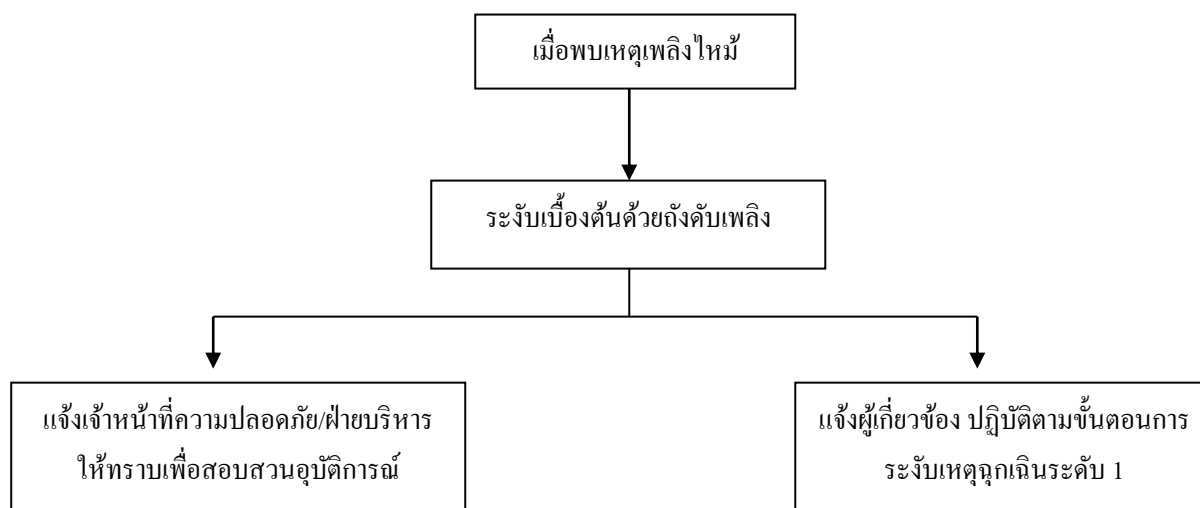 เมื่อพบเหตุเพลิงไหม้
ระงับเบื้องต้นด้วยถังดับเพลิง
แจ้งเจ้าหน้าที่ความปลอดภัย/ฝ่ายบริหาร
ให้ทราบเพื่อสอบสวนอุบัติการณ์
แจ้งผู้เกี่ยวข้อง ปฏิบัติตามขั้นตอนการ
ระงับเหตุฉุกเฉินระดับ 1